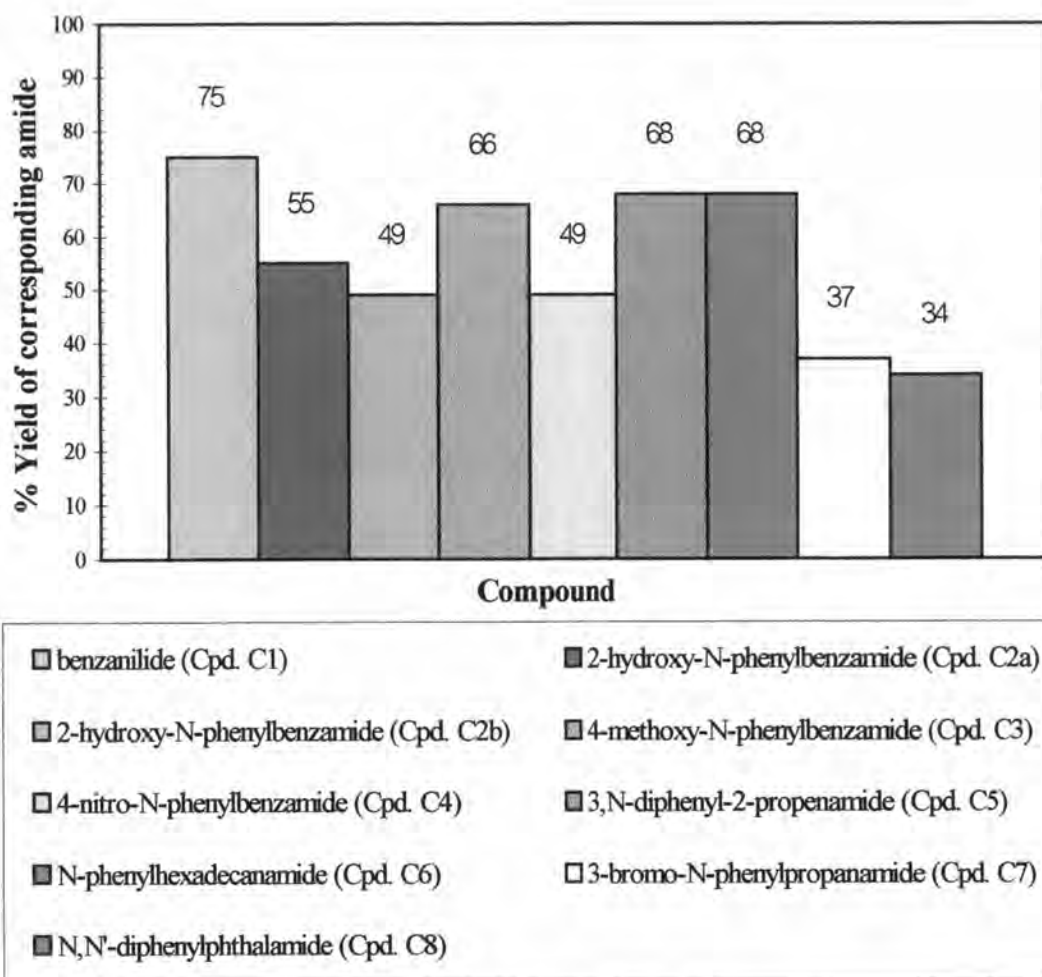 100
90
80
70
60
50
40
30
20
10
0
% Yield of corresponding amide
75
55
49
66
49
68
68
37
34
Compound
benzanilide (Cpd. C1)
2-hydroxy-N-phenylbenzamide (Cpd. C2a)
2-hydroxy-N-phenylbenzamide (Cpd. C2b)
4-methoxy-N-phenylbenzamide (Cpd. C3)
4-nitro-N-phenylbenzamide (Cpd. C4)
3,N-diphenyl-2-propenamide (Cpd. C5)
N-phenylhexadecanamide (Cpd. C6)
3-bromo-N-phenylpropanamide (Cpd. C7)
N,N'-diphenylphthalamide (Cpd. C8)